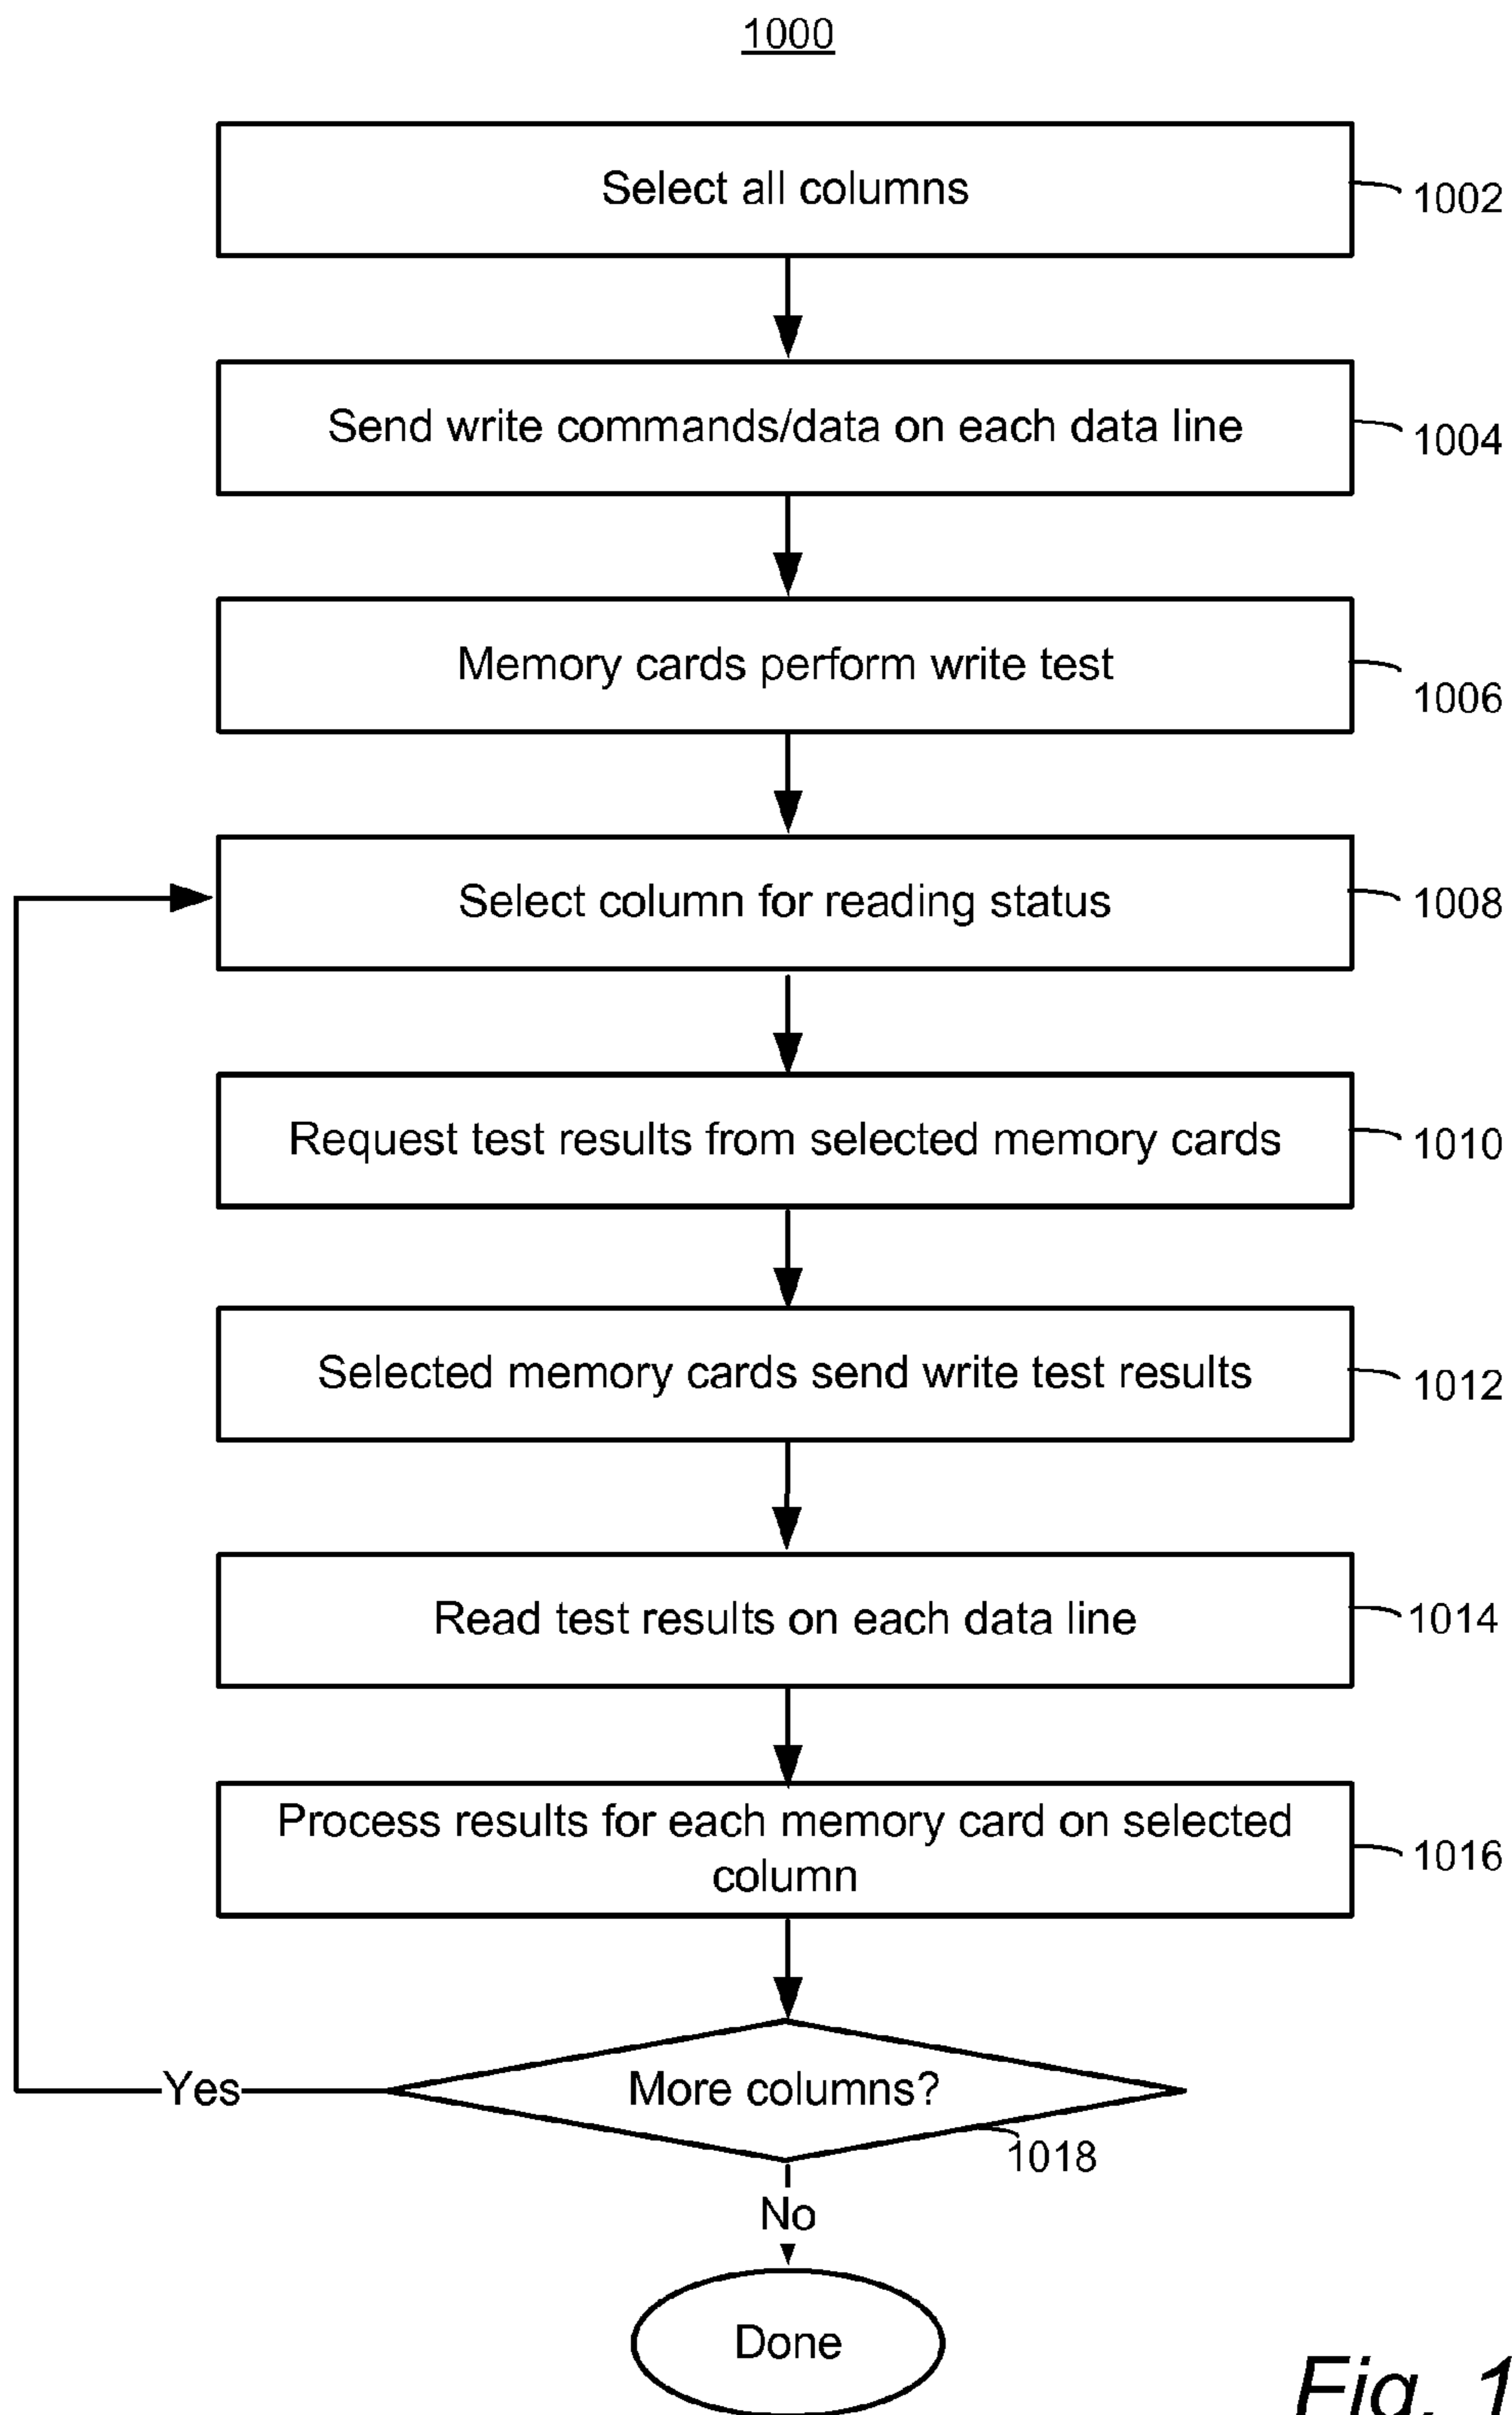 1000
Select all columns
1002
Send write commands/data on each data line
1004
Memory cards perform write test
1006
Select column for reading status
1008
Request test results from selected memory cards
1010
Selected memory cards send write test results
1012
Read test results on each data line
1014
Process results for each memory card on selected
column
1016
More columns?
Yes
1018
No
Done
Fig. 1